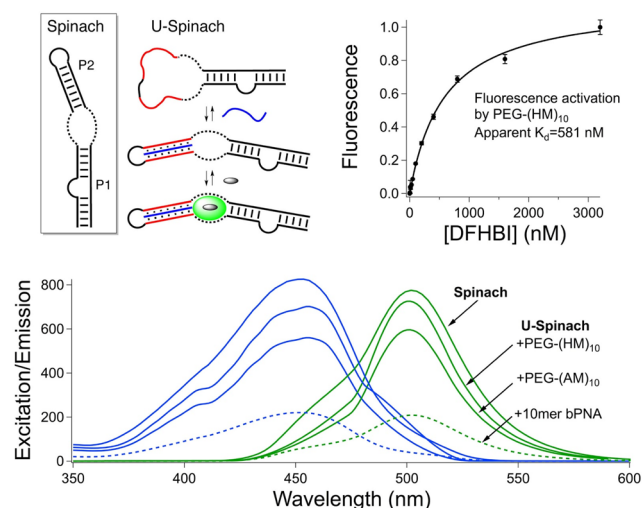 Spinach
U-Spinach
P2
P1
Fluorescence
1.0
0.8
0.6
0.4
0.2
0.0
Fluorescence activation
by PEG-(HM)10
Apparent Kd=581 nM
0
1000
2000
3000
[DFHBI] (nM)
Excitation/Emission
800
600
400
200
0
Spinach
U-Spinach
+PEG-(HM)10
+PEG-(AM)10
+10mer bPNA
350
400
450
500
550
600
Wavelength (nm)